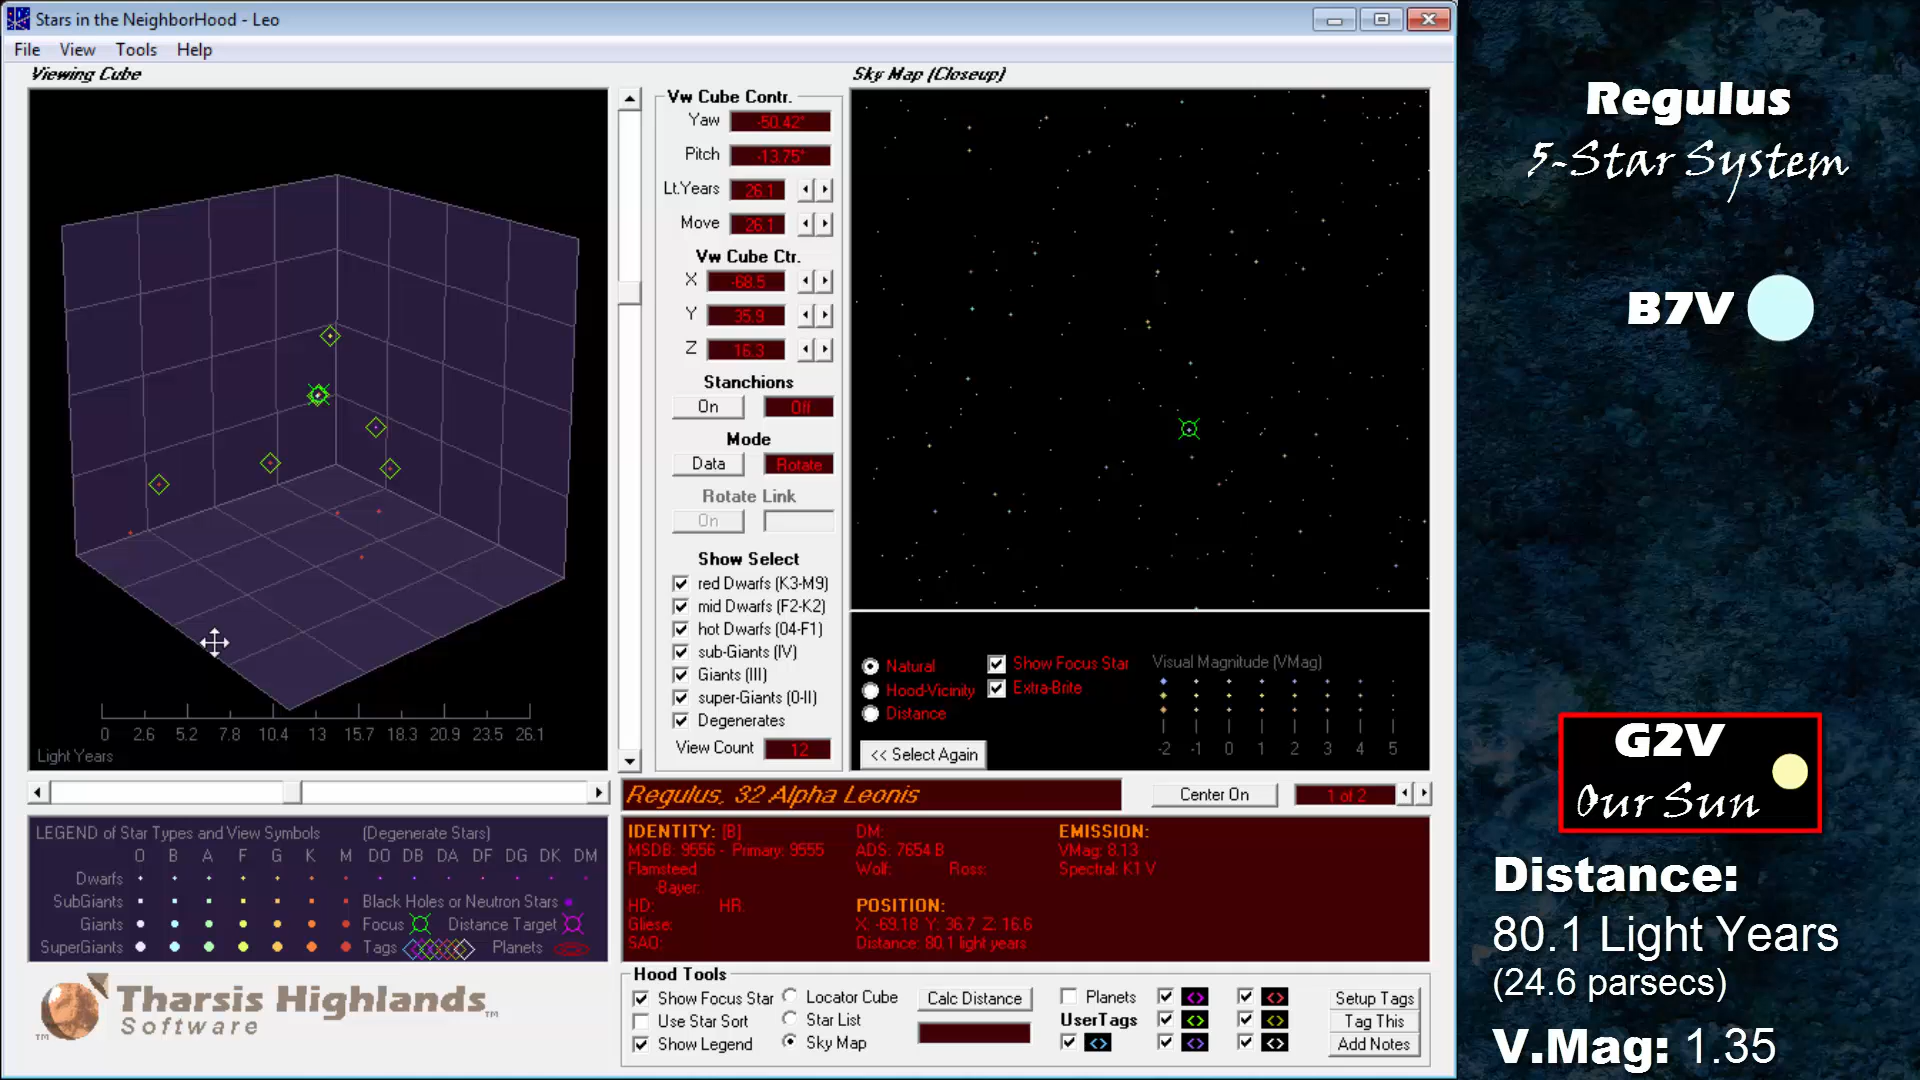 Stars in the NeighborHood - Leo
File View Tools Help
Viewing Cube
0 2.6 5.2 7.8 10.4 13 15.7 18.3 20.9 23.5 26.1
Light Years
Vw Cube Contr.
Yaw -50.42°
Pitch -13.75°
Lt.Years 26.1
Move 26.1
Vw Cube Ctr.
X -68.5
Y 35.9
Z 16.3
Stanchions
On Off
Mode
Data Rotate
Rotate Link
On
Show Select
red Dwarfs (K3-M9)
mid Dwarfs (F2-K2)
hot Dwarfs (O4-F1)
sub-Giants (IV)
Giants (III)
super-Giants (0-II)
Degenerates
View Count 12
Sky Map (Closeup)
Natural
Hood-Vicinity
Distance
Show Focus Star
Extra-Brite
Visual Magnitude (VMag)
-2 -1 0 1 2 3 4 5
<< Select Again
Regulus, 32 Alpha Leonis
Center On
1 of 2
LEGEND of Star Types and View Symbols (Degenerate Stars)
O B A F G K M DO DB DA DF DG DK DM
Dwarfs
SubGiants Black Holes or Neutron Stars
Giants Focus Distance Target
SuperGiants Tags Planets
IDENTITY: [B]
MSDB: 9556 - Primary: 9555
Flamsteed
-Bayer:
HD: HR:
Gliese:
SAO:
DM:
ADS: 7654 B
Wolf: Ross:
POSITION:
X: -69.18 Y: 36.7 Z: 16.6
Distance: 80.1 light years
EMISSION:
VMag: 8.13
Spectral: K1 V
Tharsis Highlands™
Software
TM
Hood Tools
Show Focus Star
Use Star Sort
Show Legend
Locator Cube
Star List
Sky Map
Calc Distance
Planets
UserTags
<> <> <> <> <> <> <>
Setup Tags
Tag This
Add Notes
Regulus
5-Star System
B7V
G2V
Our Sun
Distance:
80.1 Light Years
(24.6 parsecs)
V.Mag: 1.35